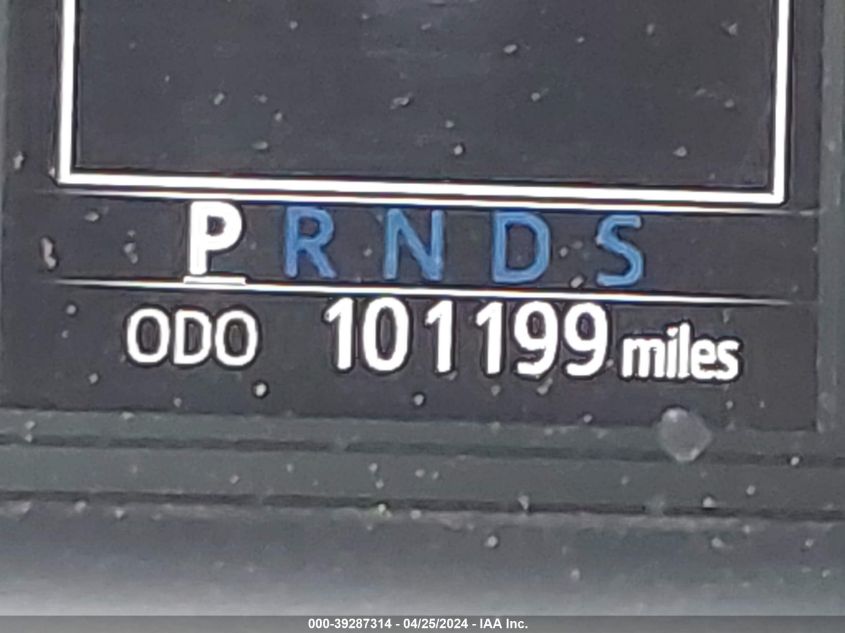 P R N D S
ODO 101199 miles
000-39287314 - 04/25/2024 - IAA Inc.